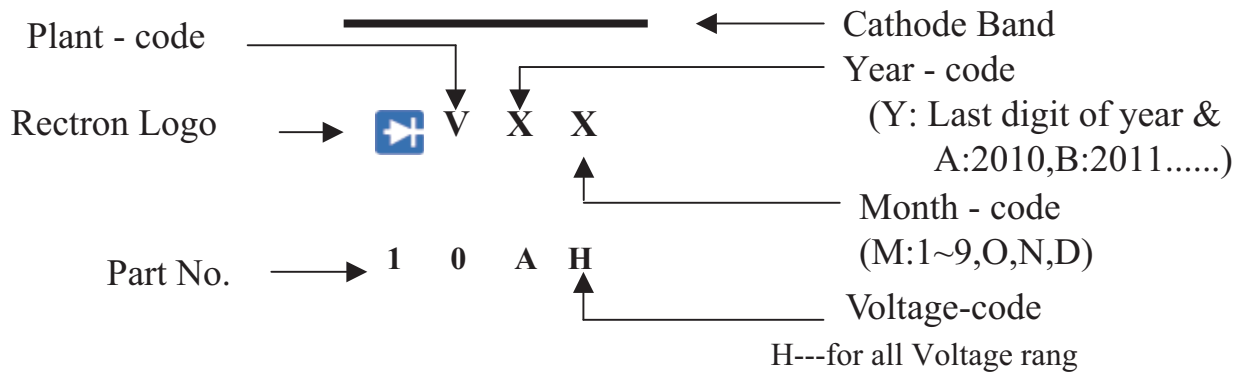 Plant - code
Cathode Band
Year - code
(Y: Last digit of year &
A:2010,B:2011......)
Rectron Logo
V X X
Month - code
(M:1~9,O,N,D)
Part No.
1 0 A H
Voltage-code
H---for all Voltage rang